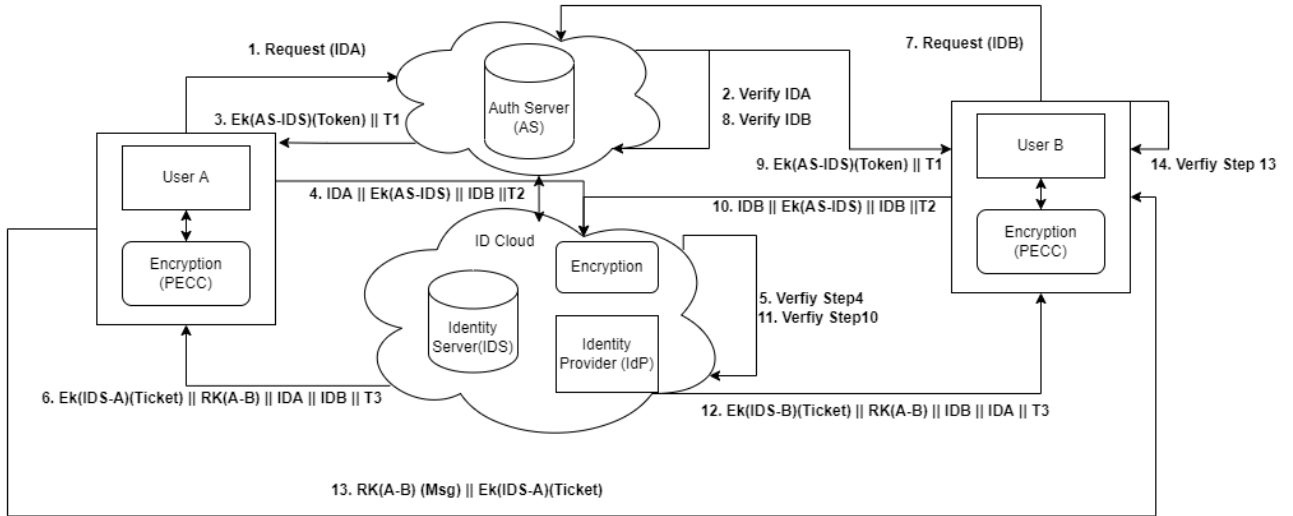 1. Request (IDA)
7. Request (IDB)
Auth Server
(AS)
2. Verify IDA
8. Verify IDB
3. Ek(AS-IDS)(Token) || T1
User A
User B
9. Ek(AS-IDS)(Token) || T1
14. Verfiy Step 13
4. IDA || Ek(AS-IDS) || IDB ||T2
10. IDB || Ek(AS-IDS) || IDB ||T2
ID Cloud
Encryption
(PECC)
Encryption
Encryption
(PECC)
5. Verfiy Step4
11. Verfiy Step10
Identity
Server(IDS)
Identity
Provider (IdP)
6. Ek(IDS-A)(Ticket) || RK(A-B) || IDA || IDB || T3
12. Ek(IDS-B)(Ticket) || RK(A-B) || IDB || IDA || T3
13. RK(A-B) (Msg) || Ek(IDS-A)(Ticket)